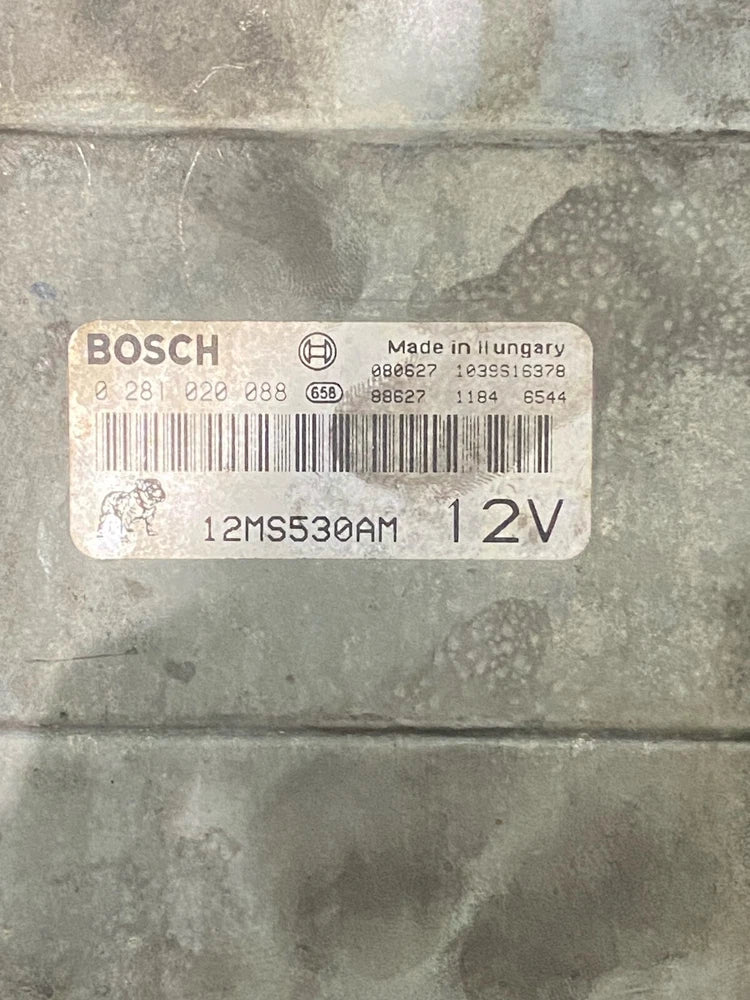 BOSCH
Made in Hungary
080627 1039S16378
0 281 020 088 658 88627 1184 6544
12MS530AM 12V